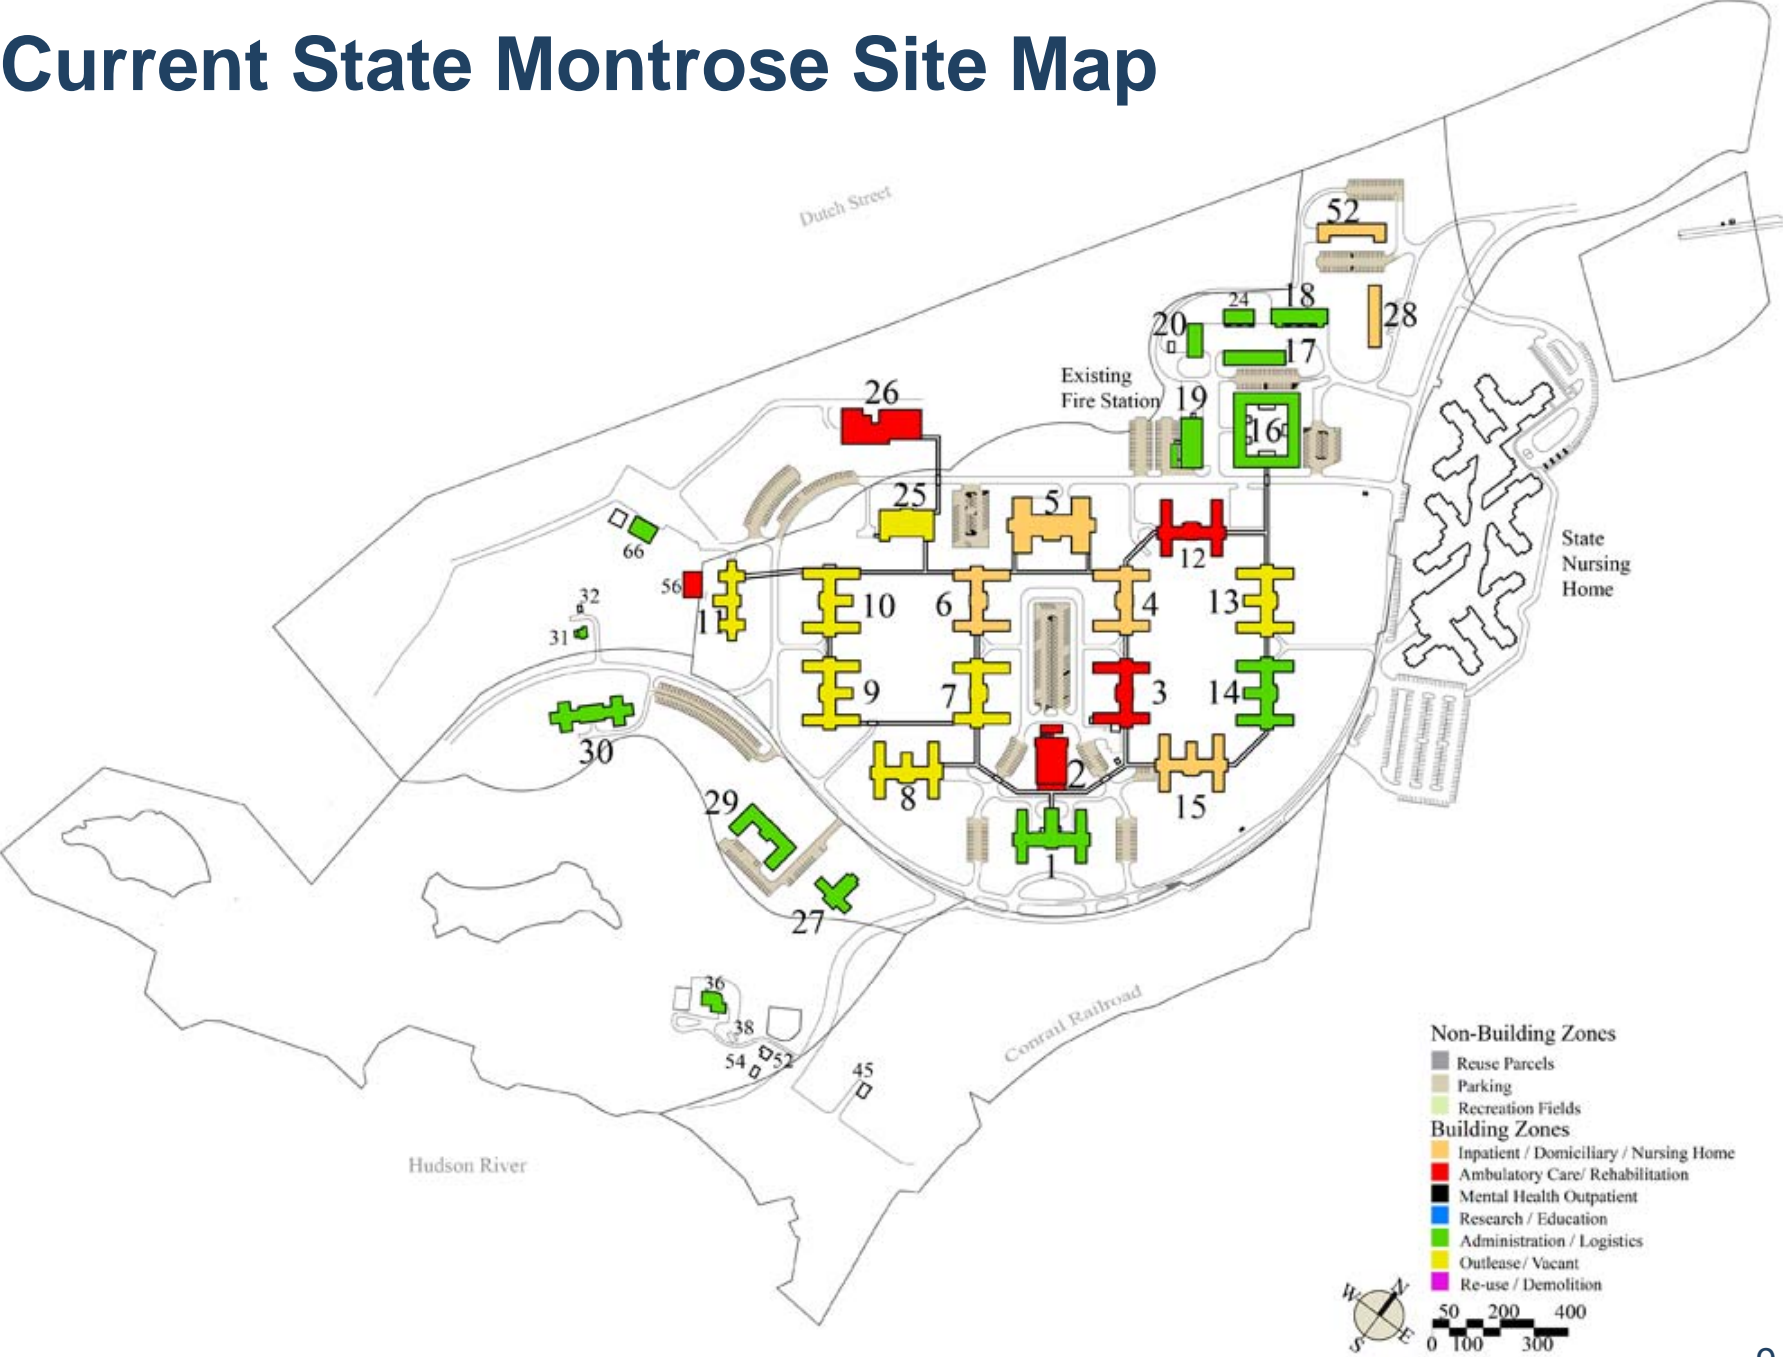 Current State Montrose Site Map
Dutch Street
52
24
18
28
20
17
Existing
Fire Station
19
26
16
25
5
12
State
Nursing
Home
66
56
11
10
6
4
13
32
31
9
7
3
14
30
2
8
15
29
1
27
36
38
54
52
45
Conrail Railroad
Hudson River
Non-Building Zones
Reuse Parcels
Parking
Recreation Fields
Building Zones
Inpatient / Domiciliary / Nursing Home
Ambulatory Care/ Rehabilitation
Mental Health Outpatient
Research / Education
Administration / Logistics
Outlease/ Vacant
Re-use / Demolition
W N
S E
50 200 400
0 100 300